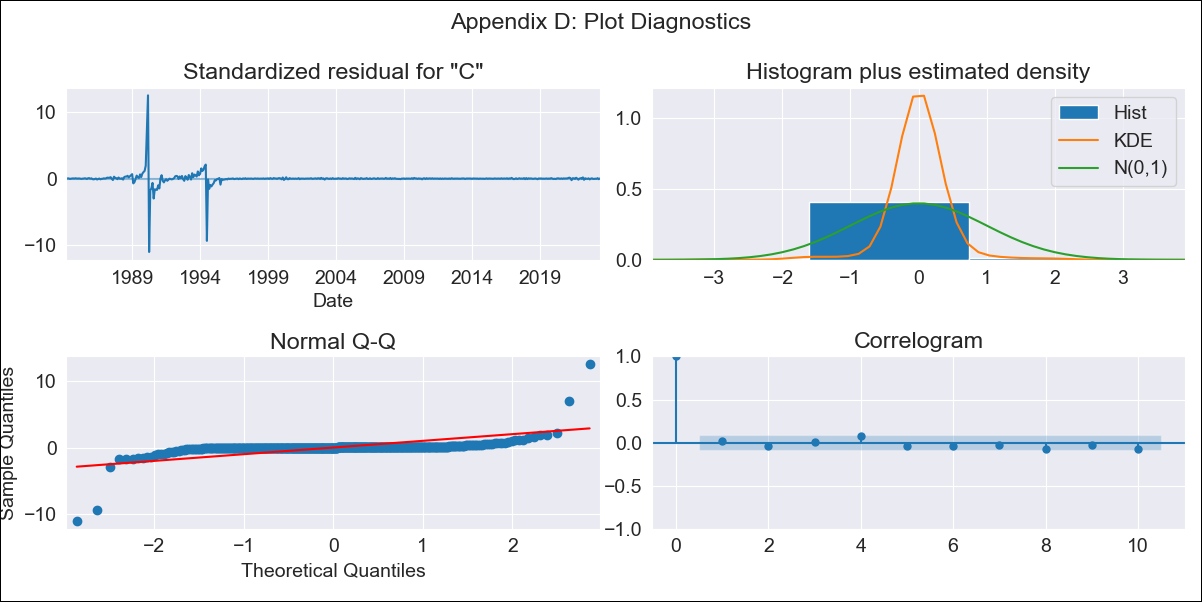 Appendix D: Plot Diagnostics
Standardized residual for "C"
10
0
−10
1989 1994 1999 2004 2009 2014 2019
Date
Histogram plus estimated density
1.0
0.5
0.0
−3 −2 −1 0 1 2 3
Hist
KDE
N(0,1)
Normal Q-Q
Sample Quantiles
10
0
−10
−2 −1 0 1 2
Theoretical Quantiles
Correlogram
1.0
0.5
0.0
−0.5
−1.0
0 2 4 6 8 10